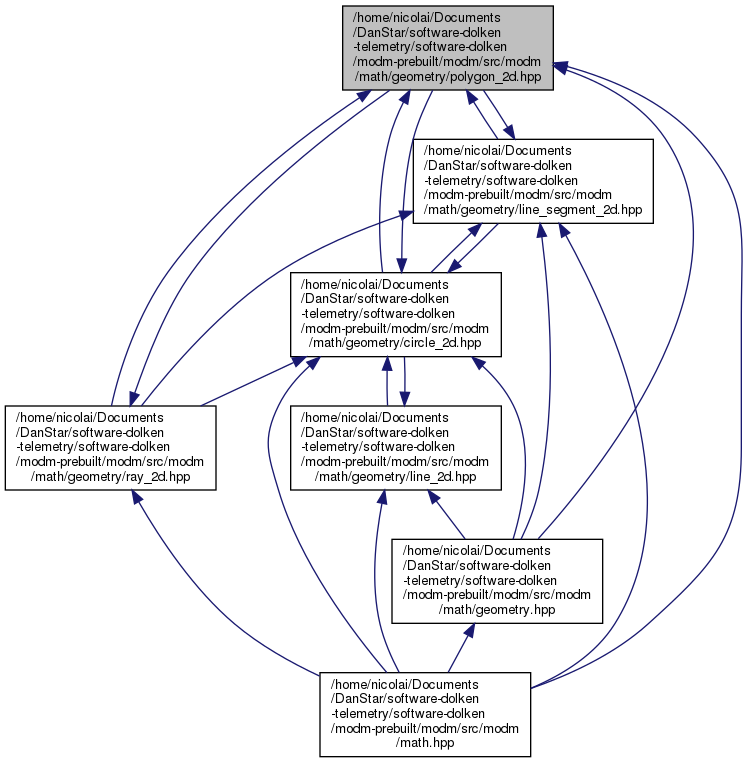 /home/nicolai/Documents
/DanStar/software-dolken
-telemetry/software-dolken
/modm-prebuilt/modm/src/modm
/math/geometry/polygon_2d.hpp
/home/nicolai/Documents
/DanStar/software-dolken
-telemetry/software-dolken
/modm-prebuilt/modm/src/modm
/math/geometry/line_segment_2d.hpp
/home/nicolai/Documents
/DanStar/software-dolken
-telemetry/software-dolken
/modm-prebuilt/modm/src/modm
/math/geometry/circle_2d.hpp
/home/nicolai/Documents
/DanStar/software-dolken
-telemetry/software-dolken
/modm-prebuilt/modm/src/modm
/math/geometry/ray_2d.hpp
/home/nicolai/Documents
/DanStar/software-dolken
-telemetry/software-dolken
/modm-prebuilt/modm/src/modm
/math/geometry/line_2d.hpp
/home/nicolai/Documents
/DanStar/software-dolken
-telemetry/software-dolken
/modm-prebuilt/modm/src/modm
/math/geometry.hpp
/home/nicolai/Documents
/DanStar/software-dolken
-telemetry/software-dolken
/modm-prebuilt/modm/src/modm
/math.hpp